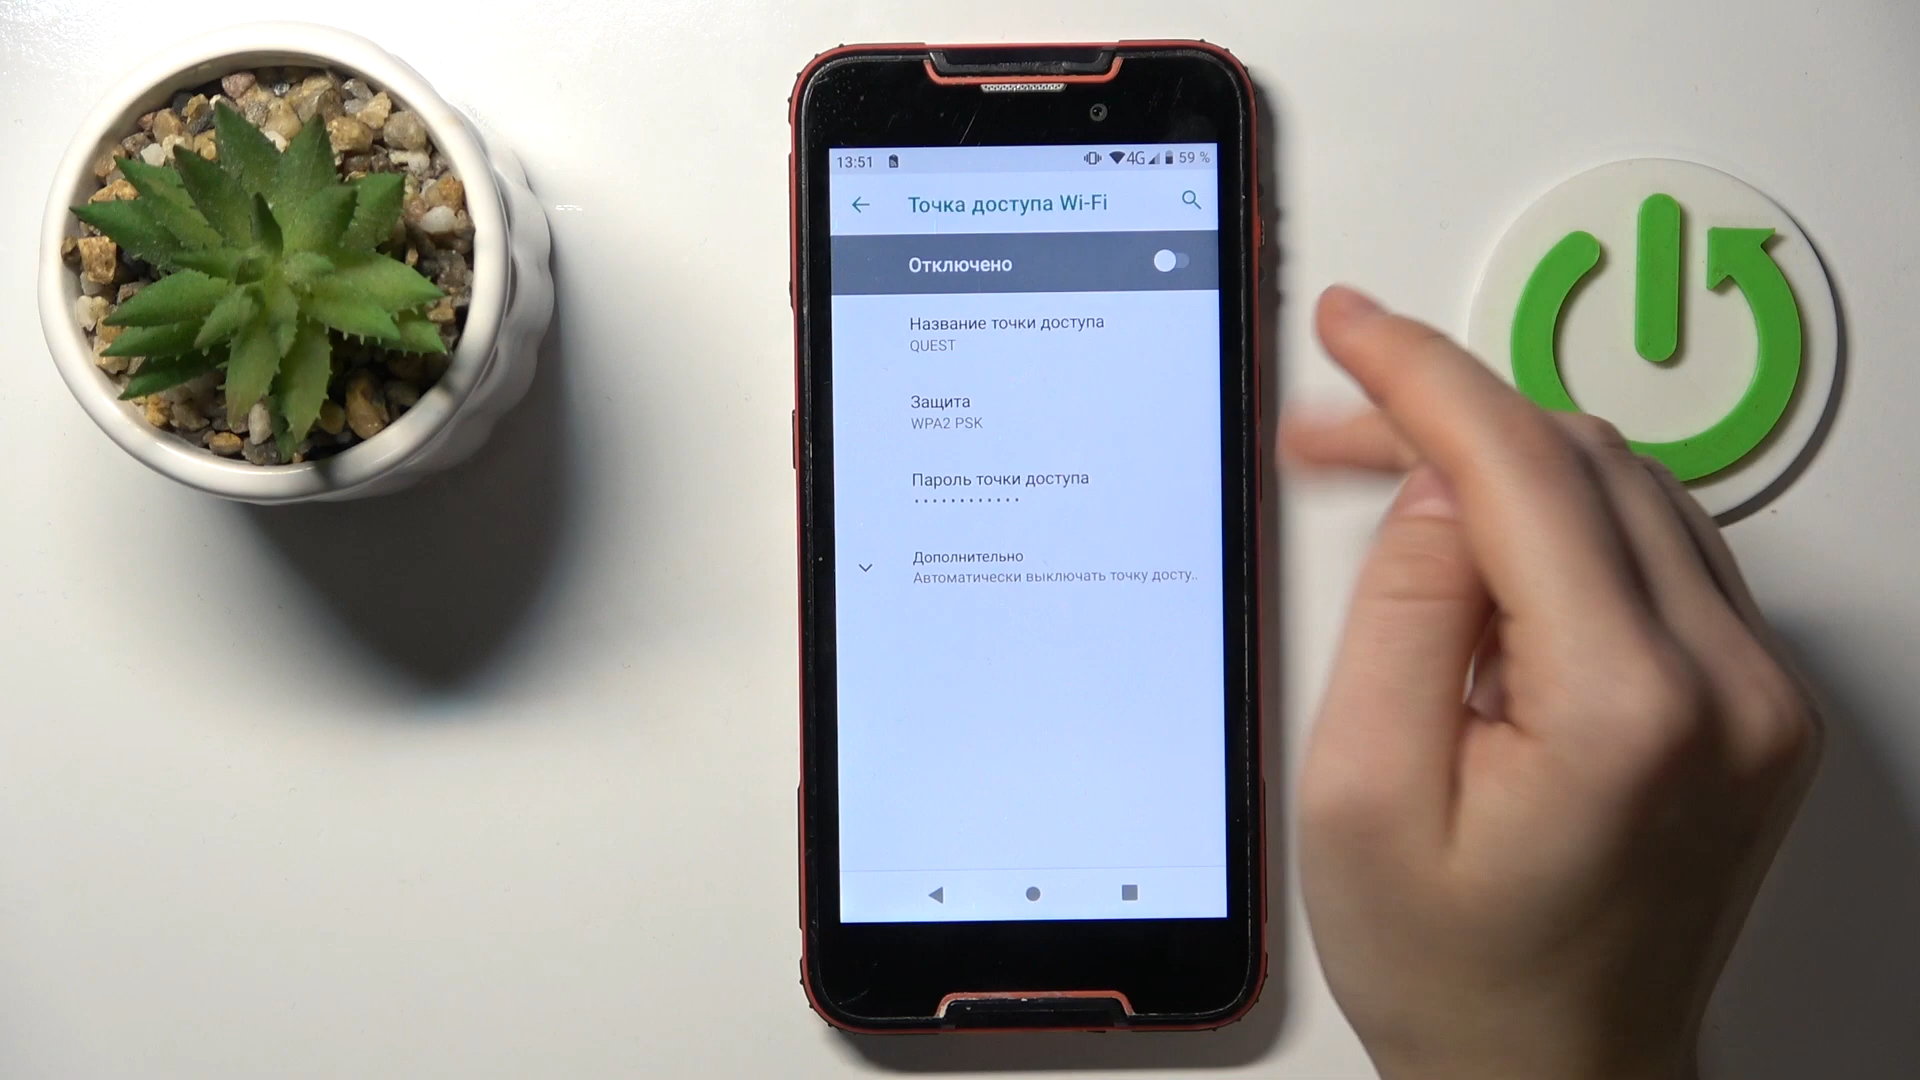 13:51 4G 59 %
Точка доступа Wi-Fi
Отключено
Название точки доступа
QUEST
Защита
WPA2 PSK
Пароль точки доступа
············
Дополнительно
Автоматически выключать точку досту..